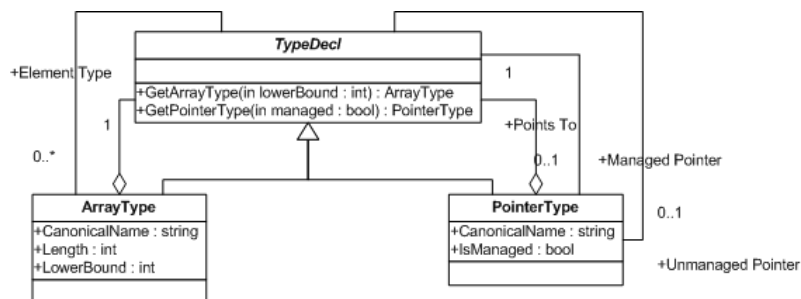 TypeDecl
+Element Type
1
+GetArrayType(in lowerBound : int) : ArrayType
+GetPointerType(in managed : bool) : PointerType
1
+Points To
0..*
0..1
+Managed Pointer
ArrayType
PointerType
+CanonicalName : string
+Length : int
+LowerBound : int
+CanonicalName : string
+IsManaged : bool
0..1
+Unmanaged Pointer